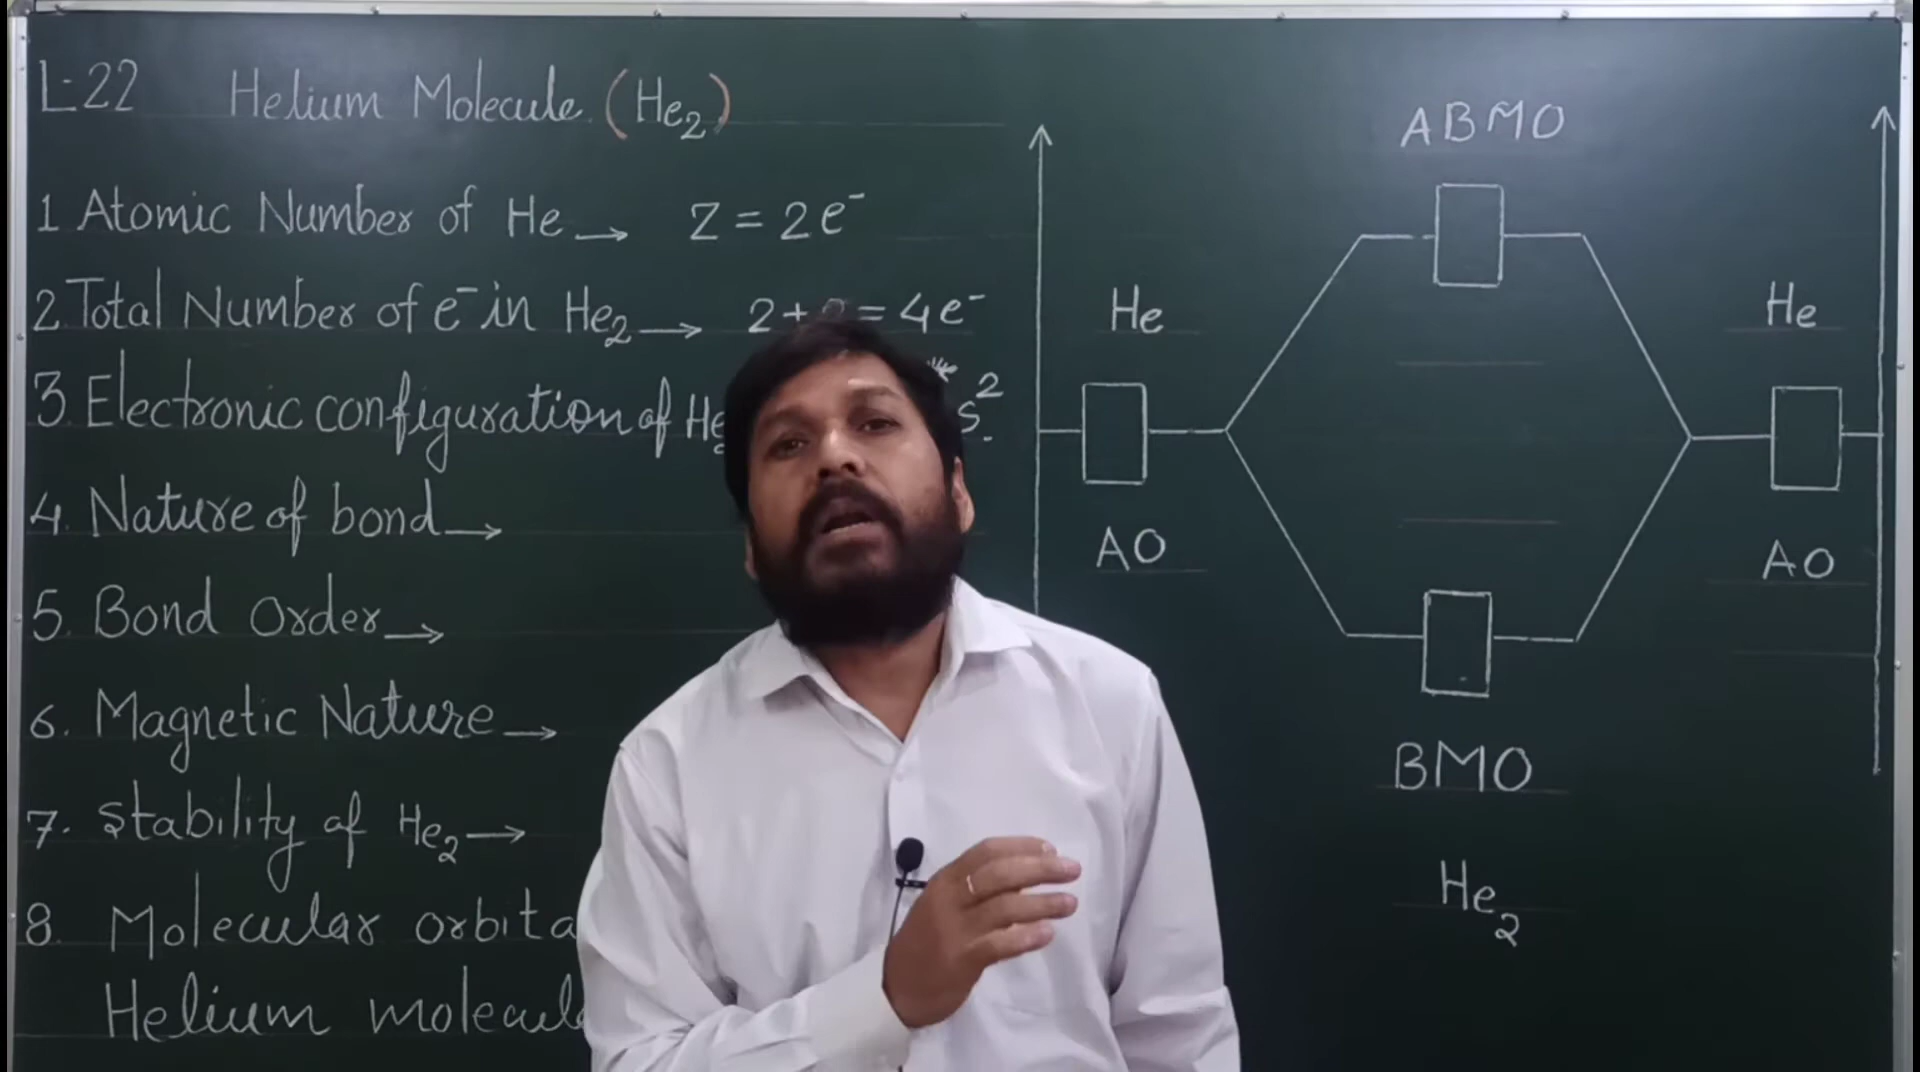 L-22 Helium Molecule (He₂)
1 Atomic Number of He → Z = 2e⁻
2 Total Number of e⁻ in He₂ → 2+ = 4e⁻
3. Electronic configuration of He s²
4. Nature of bond →
5. Bond Order →
6. Magnetic Nature →
7. Stability of He₂ →
8. Molecular orbita
Helium molecul
ABMO
He
He
AO
AO
BMO
He₂